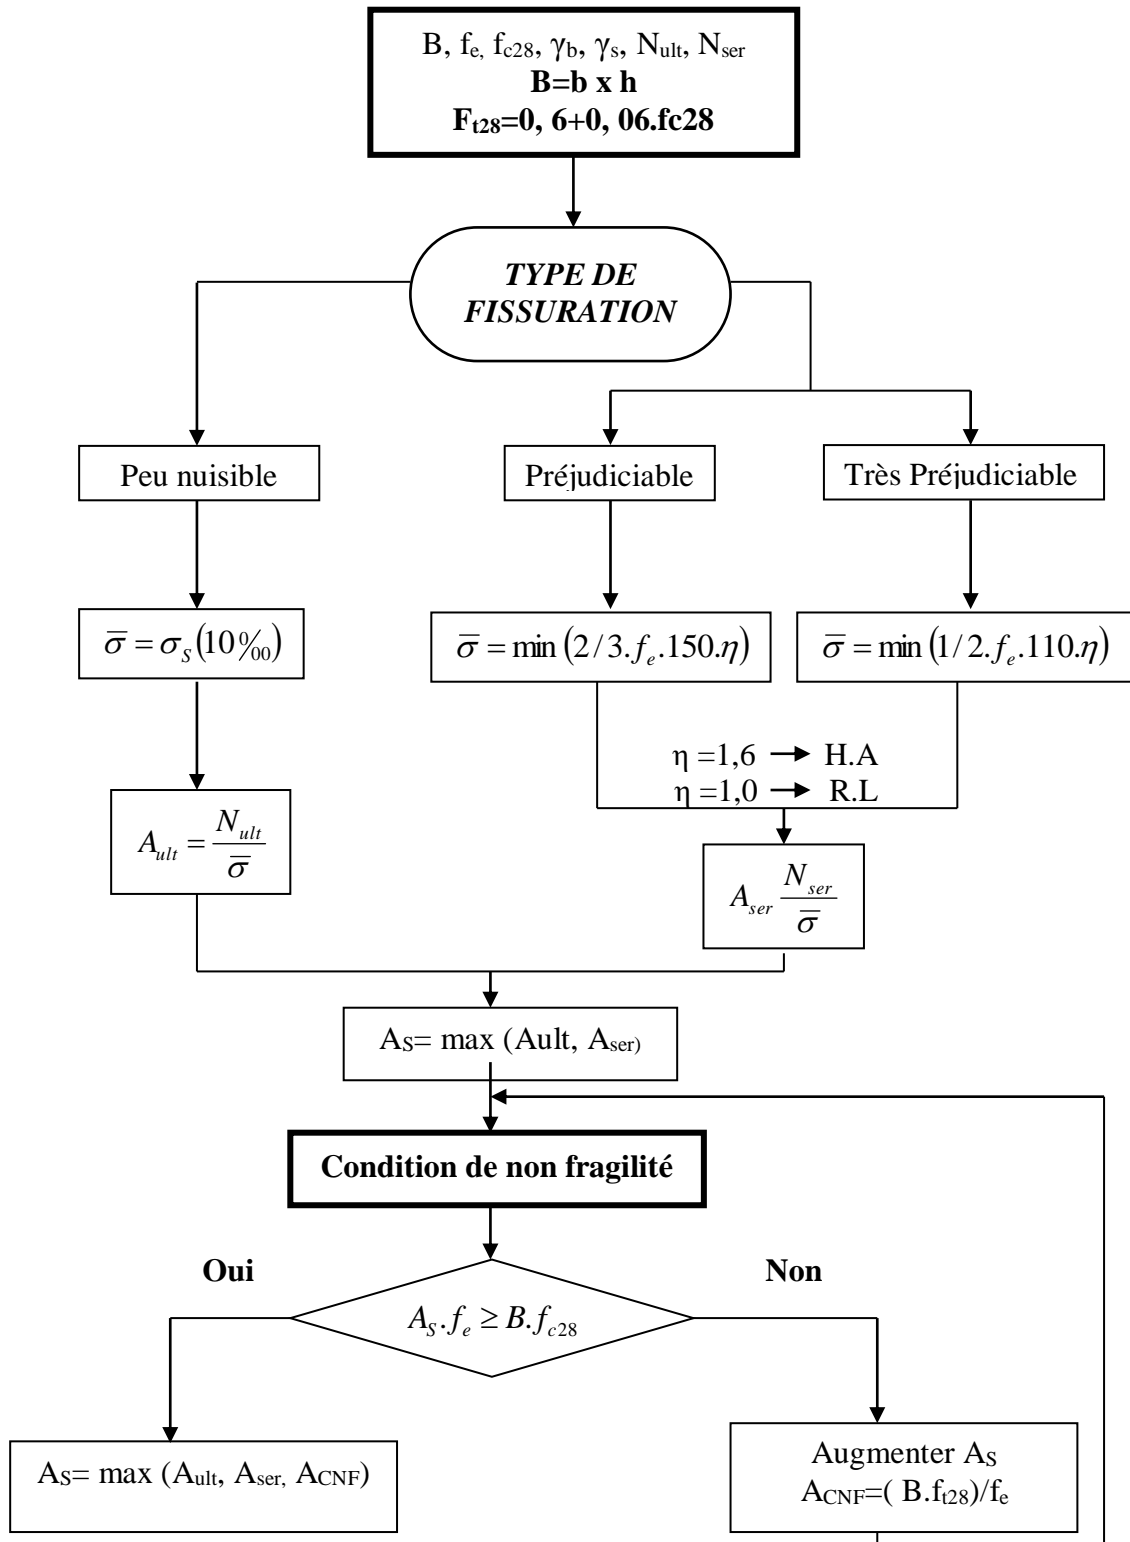 B, fe, fc28, γb, γs, Nult, Nser
B=b x h
Ft28=0, 6+0, 06.fc28
TYPE DE
FISSURATION
Peu nuisible
Préjudiciable
Très Préjudiciable
σ̅ = σS(10‰)
σ̅ = min (2/3.fe.150.η)
σ̅ = min (1/2.fe.110.η)
η =1,6 → H.A
η =1,0 → R.L
Ault = Nult / σ̅
Aser Nser / σ̅
AS= max (Ault, Aser)
Condition de non fragilité
Oui
Non
AS.fe ≥ B.fc28
AS= max (Ault, Aser, ACNF)
Augmenter AS
ACNF=( B.ft28)/fe